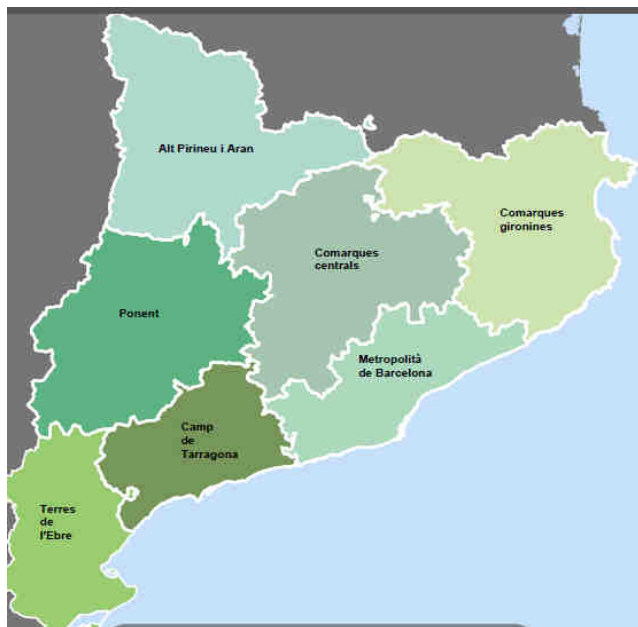 Alt Pirineu i Aran
Comarques
gironines
Comarques
centrals
Ponent
Metropolità
de Barcelona
Camp
de
Tarragona
Terres
de
l'Ebre